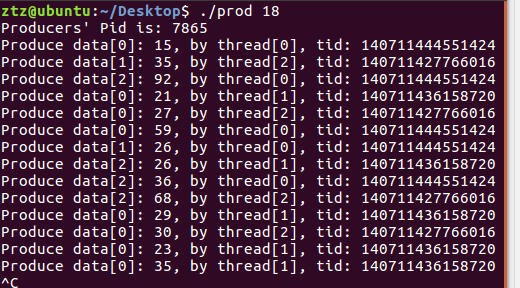 ztz@ubuntu:~/Desktop$ ./prod 18
Producers' Pid is: 7865
Produce data[0]: 15, by thread[0], tid: 140711444551424
Produce data[1]: 35, by thread[2], tid: 140711427766016
Produce data[2]: 92, by thread[0], tid: 140711444551424
Produce data[0]: 21, by thread[1], tid: 140711436158720
Produce data[0]: 27, by thread[2], tid: 140711427766016
Produce data[0]: 59, by thread[0], tid: 140711444551424
Produce data[1]: 26, by thread[0], tid: 140711444551424
Produce data[2]: 26, by thread[1], tid: 140711436158720
Produce data[2]: 36, by thread[0], tid: 140711444551424
Produce data[2]: 68, by thread[2], tid: 140711427766016
Produce data[0]: 29, by thread[1], tid: 140711436158720
Produce data[0]: 30, by thread[2], tid: 140711427766016
Produce data[0]: 23, by thread[1], tid: 140711436158720
Produce data[0]: 35, by thread[1], tid: 140711436158720
^C